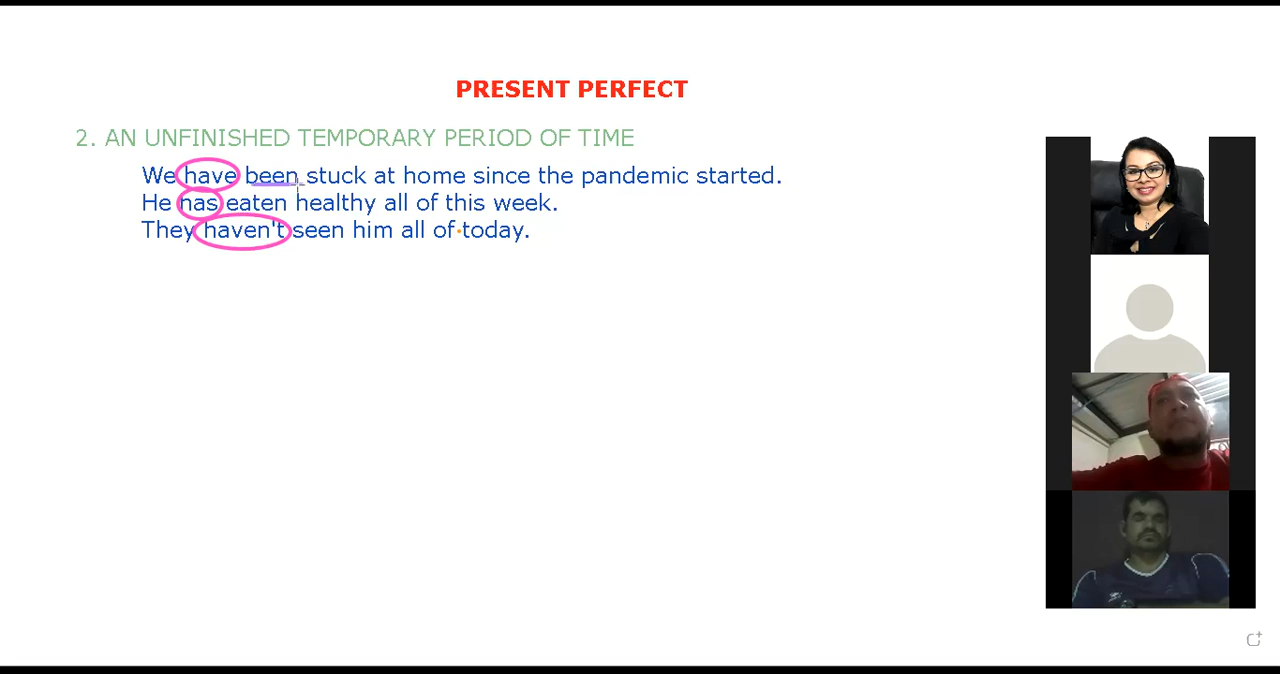 PRESENT PERFECT
2. AN UNFINISHED TEMPORARY PERIOD OF TIME
We have been stuck at home since the pandemic started.
He has eaten healthy all of this week.
They haven't seen him all of today.